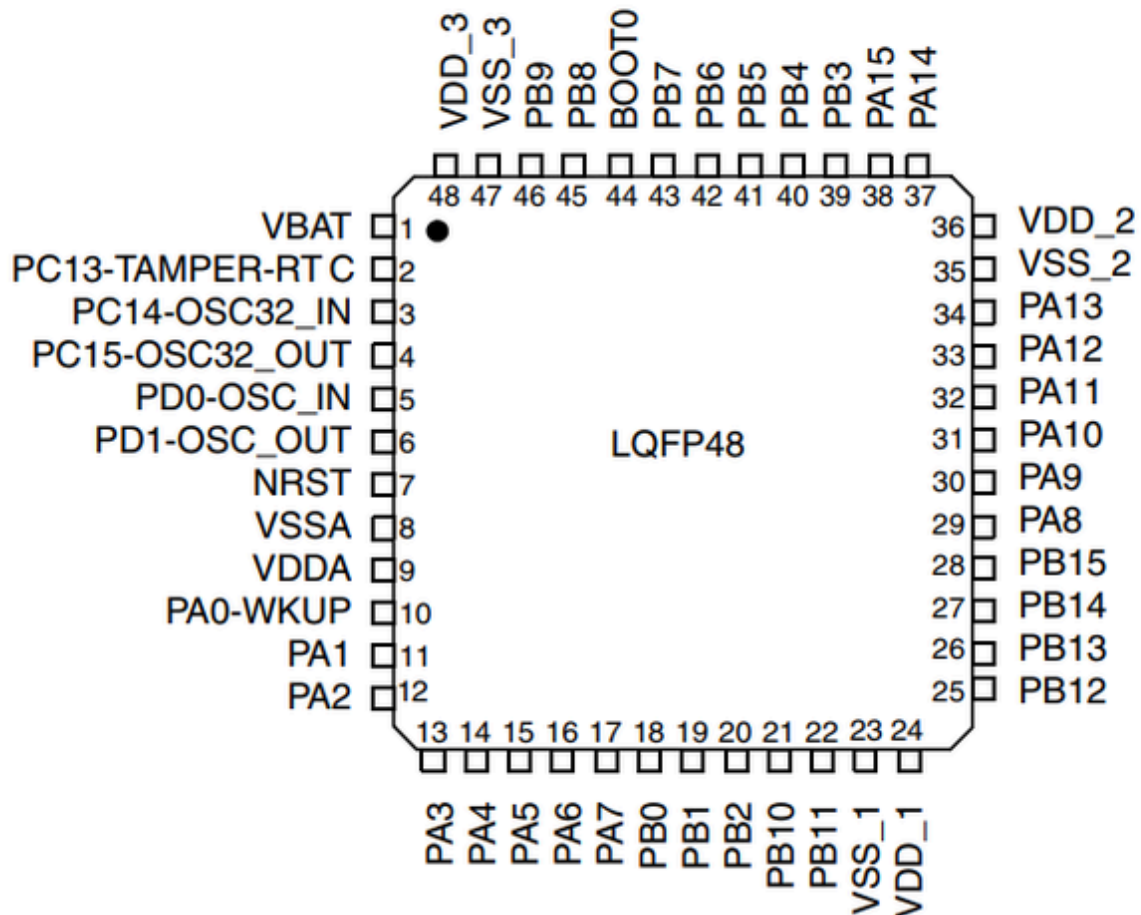 VDD_3 VSS_3 PB9 PB8 BOOT0 PB7 PB6 PB5 PB4 PB3 PA15 PA14
48 47 46 45 44 43 42 41 40 39 38 37
VBAT 1 36 VDD_2
PC13-TAMPER-RT C 2 35 VSS_2
PC14-OSC32_IN 3 34 PA13
PC15-OSC32_OUT 4 33 PA12
PD0-OSC_IN 5 32 PA11
PD1-OSC_OUT 6 LQFP48 31 PA10
NRST 7 30 PA9
VSSA 8 29 PA8
VDDA 9 28 PB15
PA0-WKUP 10 27 PB14
PA1 11 26 PB13
PA2 12 25 PB12
13 14 15 16 17 18 19 20 21 22 23 24
PA3 PA4 PA5 PA6 PA7 PB0 PB1 PB2 PB10 PB11 VSS_1 VDD_1